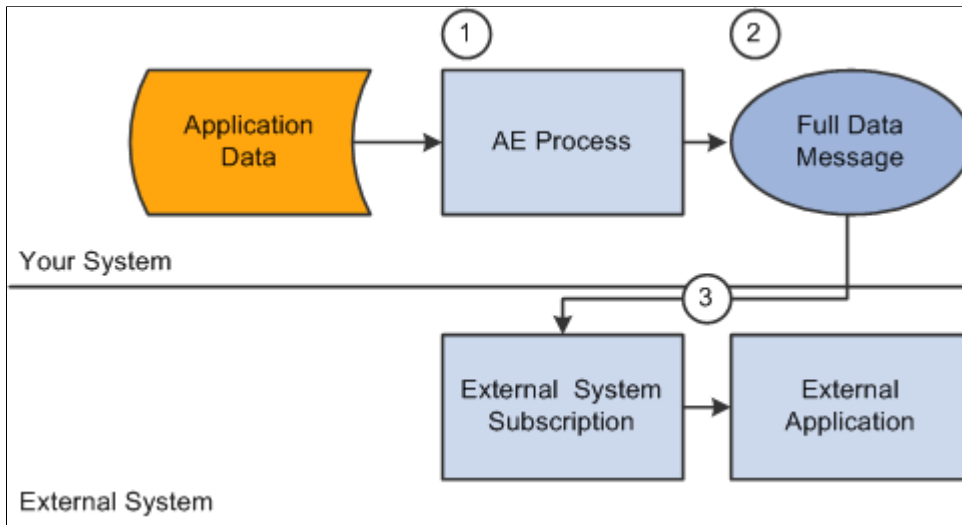 1
2
Application
Data
AE Process
Full Data
Message
Your System
3
External System
Subscription
External
Application
External System